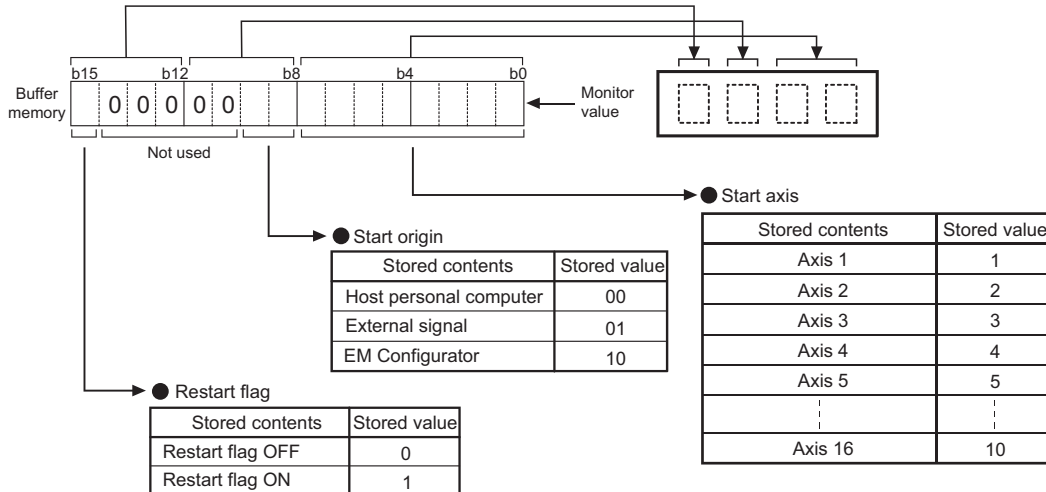 b15 b12 b8 b4 b0
Buffer memory
0 0 0 0 0
Monitor value
Not used
● Start axis
Stored contents Stored value
Axis 1 1
Axis 2 2
Axis 3 3
Axis 4 4
Axis 5 5
Axis 16 10
● Start origin
Stored contents Stored value
Host personal computer 00
External signal 01
EM Configurator 10
● Restart flag
Stored contents Stored value
Restart flag OFF 0
Restart flag ON 1